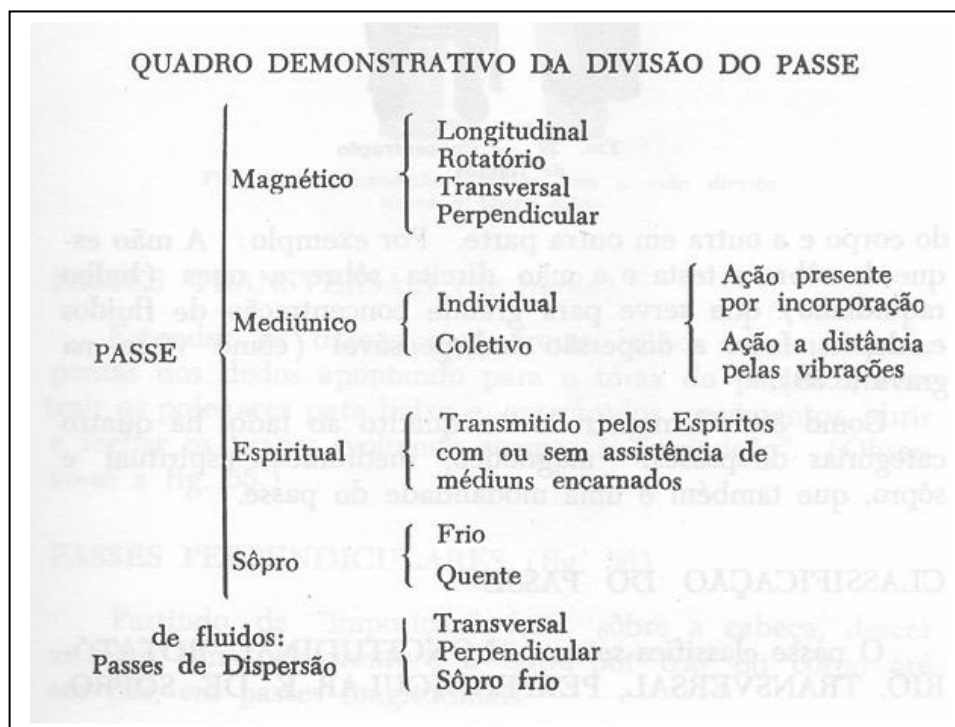 QUADRO DEMONSTRATIVO DA DIVISÃO DO PASSE
PASSE
Magnético
Longitudinal
Rotatório
Transversal
Perpendicular
Mediúnico
Individual
Coletivo
Ação presente
por incorporação
Ação a distância
pelas vibrações
Espiritual
Transmitido pelos Espíritos
com ou sem assistência de
médiuns encarnados
Sôpro
Frio
Quente
de fluidos:
Passes de Dispersão
Transversal
Perpendicular
Sôpro frio